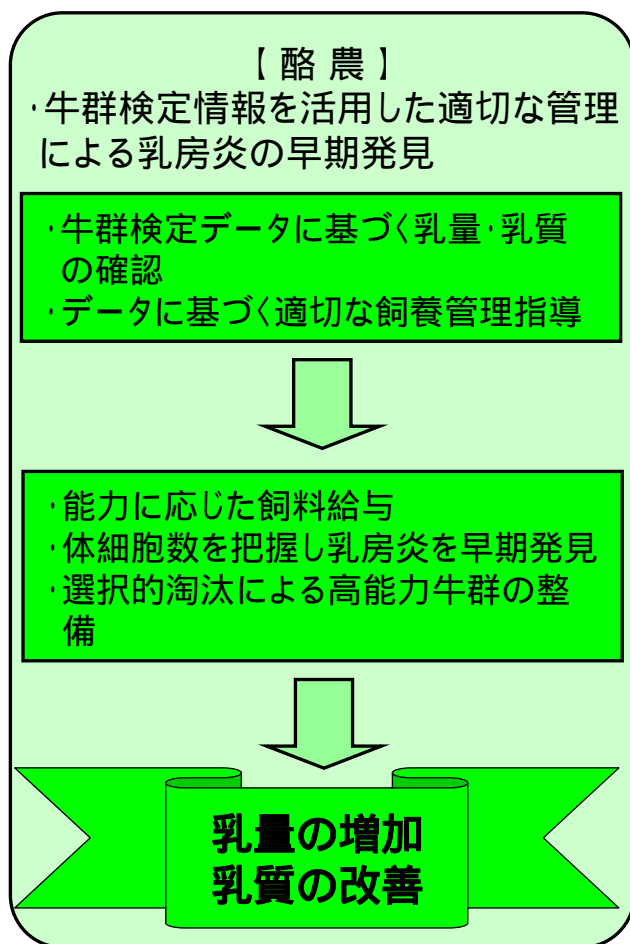 【 酪 農 】
・牛群検定情報を活用した適切な管理
による乳房炎の早期発見
・牛群検定データに基づく乳量・乳質
の確認
・データに基づく適切な飼養管理指導
・能力に応じた飼料給与
・体細胞数を把握し乳房炎を早期発見
・選択的淘汰による高能力牛群の整
備
乳量の増加
乳質の改善